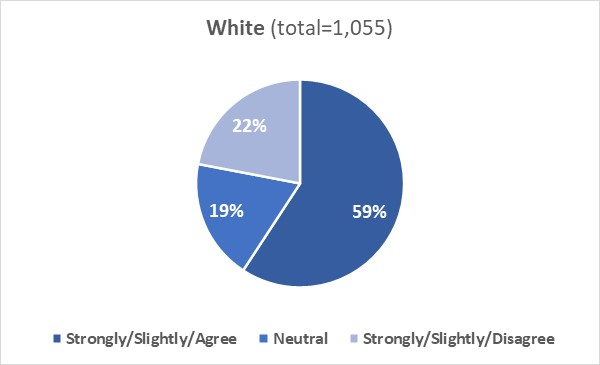 White (total=1,055)
22%
19%
59%
Strongly/Slightly/Agree Neutral Strongly/Slightly/Disagree